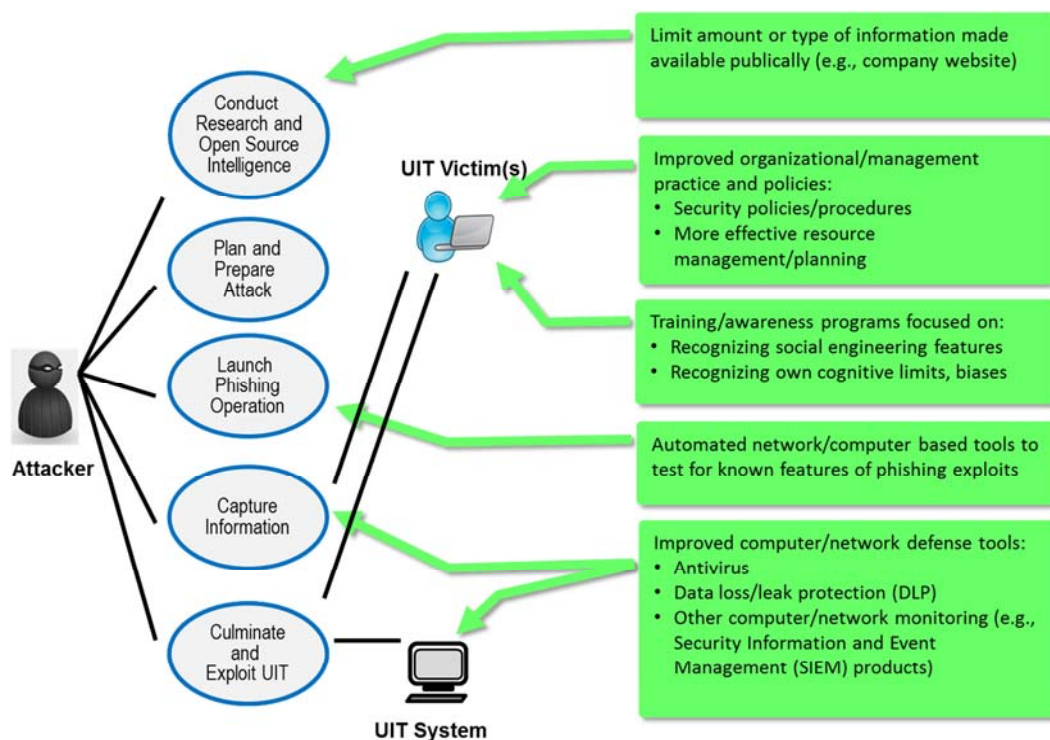 Conduct
Research and
Open Source
Intelligence
Plan and
Prepare
Attack
Launch
Phishing
Operation
Capture
Information
Culminate
and
Exploit UIT
Attacker
UIT Victim(s)
UIT System
Limit amount or type of information made
available publically (e.g., company website)
Improved organizational/management
practice and policies:
• Security policies/procedures
• More effective resource
management/planning
Training/awareness programs focused on:
• Recognizing social engineering features
• Recognizing own cognitive limits, biases
Automated network/computer based tools to
test for known features of phishing exploits
Improved computer/network defense tools:
• Antivirus
• Data loss/leak protection (DLP)
• Other computer/network monitoring (e.g.,
Security Information and Event
Management (SIEM) products)